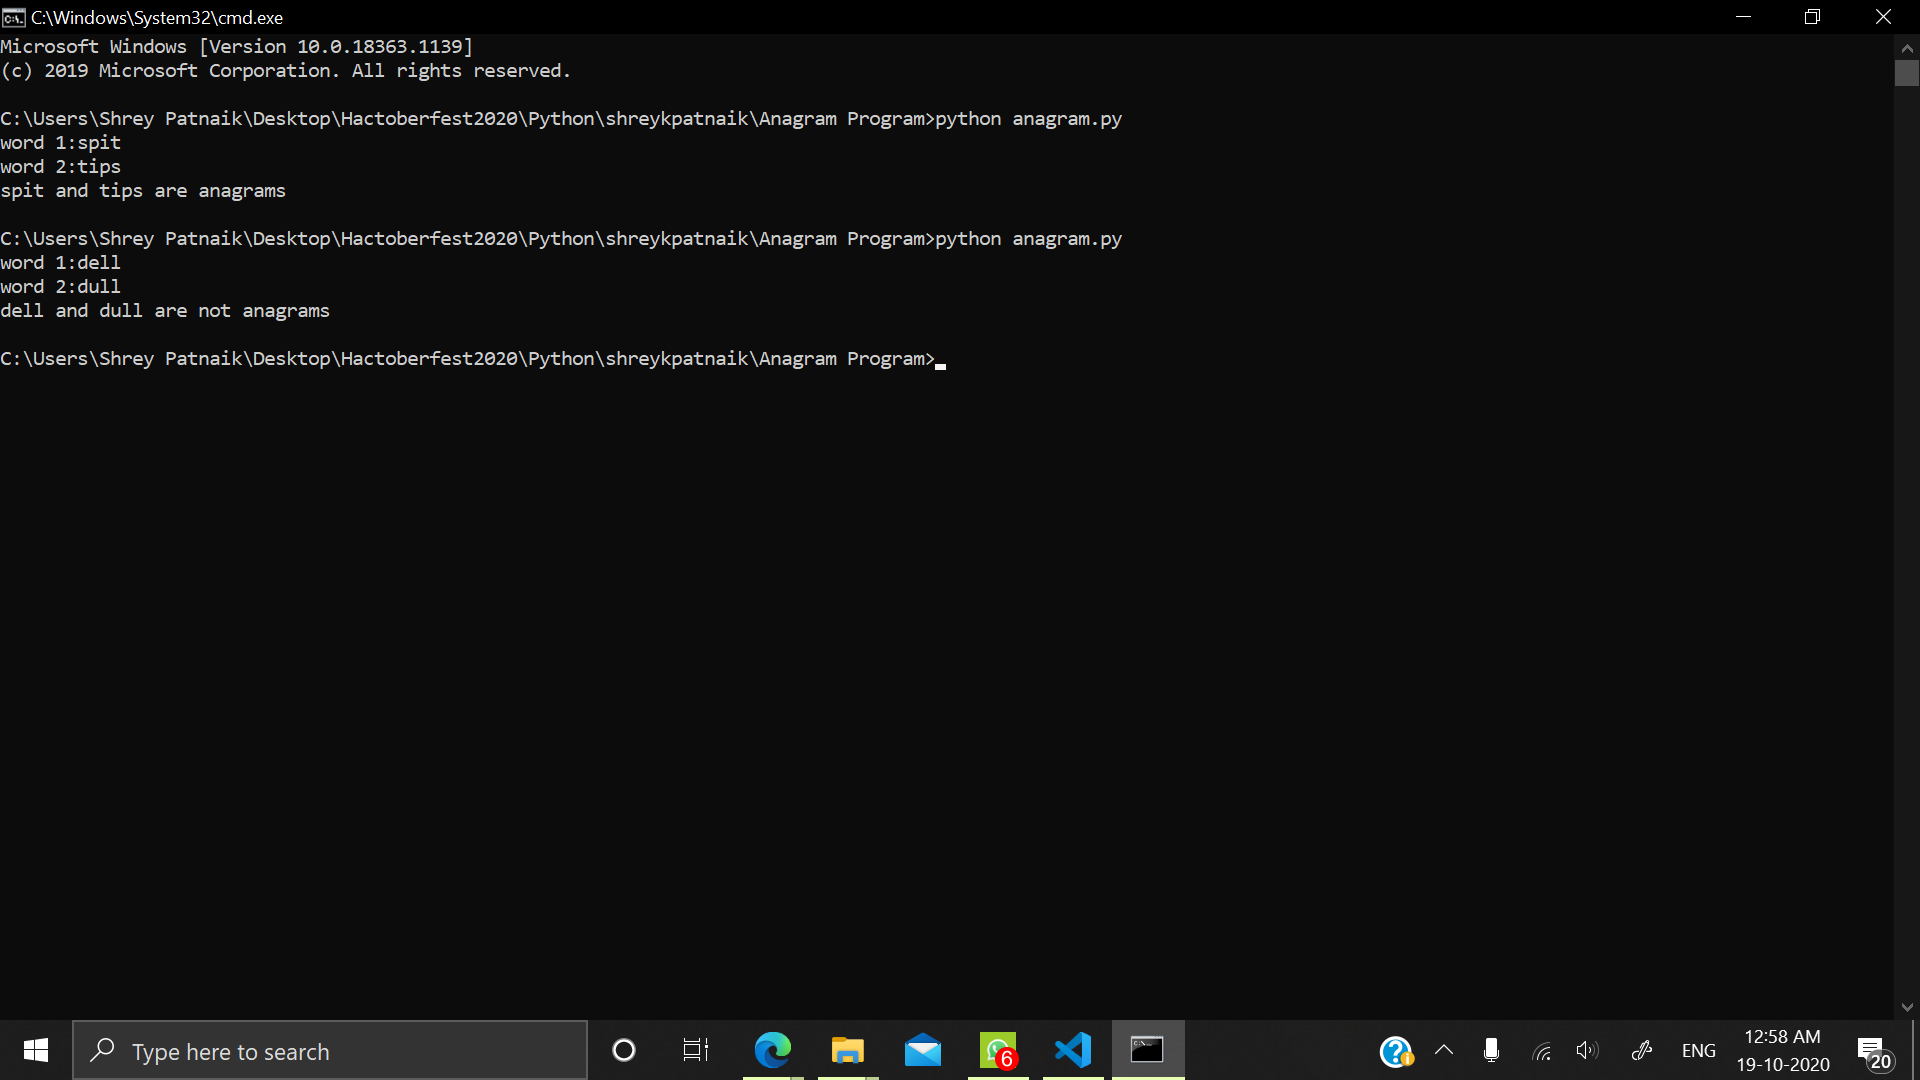 C:\Windows\System32\cmd.exe
Microsoft Windows [Version 10.0.18363.1139]
(c) 2019 Microsoft Corporation. All rights reserved.
C:\Users\Shrey Patnaik\Desktop\Hactoberfest2020\Python\shreykpatnaik\Anagram Program>python anagram.py
word 1:spit
word 2:tips
spit and tips are anagrams
C:\Users\Shrey Patnaik\Desktop\Hactoberfest2020\Python\shreykpatnaik\Anagram Program>python anagram.py
word 1:dell
word 2:dull
dell and dull are not anagrams
C:\Users\Shrey Patnaik\Desktop\Hactoberfest2020\Python\shreykpatnaik\Anagram Program>
Type here to search
6
ENG
12:58 AM
19-10-2020
20